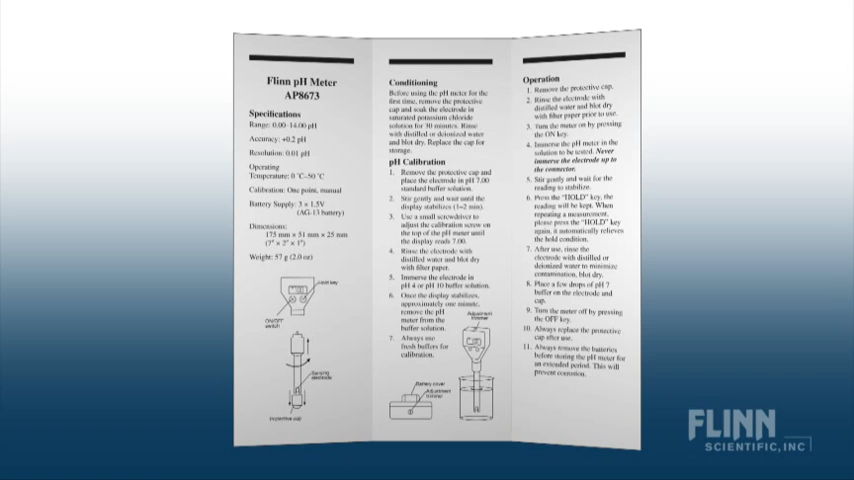 Flinn pH Meter
AP8673
Specifications
Range: 0.00–14.00 pH
Accuracy: ±0.2 pH
Resolution: 0.01 pH
Operating
Temperature: 0 °C–50 °C
Calibration: One point, manual
Battery Supply: 3 × 1.5V
(AG-13 battery)
Dimensions:
175 mm × 51 mm × 25 mm
(7" × 2" × 1")
Weight: 57 g (2.0 oz)
Hold key
ON/OFF
switch
Sensing
electrode
Protective cap
Conditioning
Before using the pH meter for the
first time, remove the protective
cap and soak the electrode in
saturated potassium chloride
solution for 30 minutes. Rinse
with distilled or deionized water
and blot dry. Replace the cap for
storage.
pH Calibration
1. Remove the protective cap and
place the electrode in pH 7.00
standard buffer solution.
2. Stir gently and wait until the
display stabilizes (1–2 min).
3. Use a small screwdriver to
adjust the calibration screw on
the top of the pH meter until
the display reads 7.00.
4. Rinse the electrode with
distilled water and blot dry
with filter paper.
5. Immerse the electrode in
pH 4 or pH 10 buffer solution.
6. Once the display stabilizes,
approximately one minute,
remove the pH
meter from the
buffer solution.
7. Always use
fresh buffers for
calibration.
Adjustment
trimmer
Battery cover
Adjustment
trimmer
Operation
1. Remove the protective cap.
2. Rinse the electrode with
distilled water and blot dry
with filter paper prior to use.
3. Turn the meter on by pressing
the ON key.
4. Immerse the pH meter in the
solution to be tested. Never
immerse the electrode up to
the connector.
5. Stir gently and wait for the
reading to stabilize.
6. Press the "HOLD" key, the
reading will be kept. When
repeating a measurement,
please press the "HOLD" key
again, it automatically relieves
the hold condition.
7. After use, rinse the
electrode with distilled or
deionized water to minimize
contamination, blot dry.
8. Place a few drops of pH 7
buffer on the electrode and
cap.
9. Turn the meter off by pressing
the OFF key.
10. Always replace the protective
cap after use.
11. Always remove the batteries
before storing the pH meter for
an extended period. This will
prevent corrosion.
FLINN
SCIENTIFIC, INC